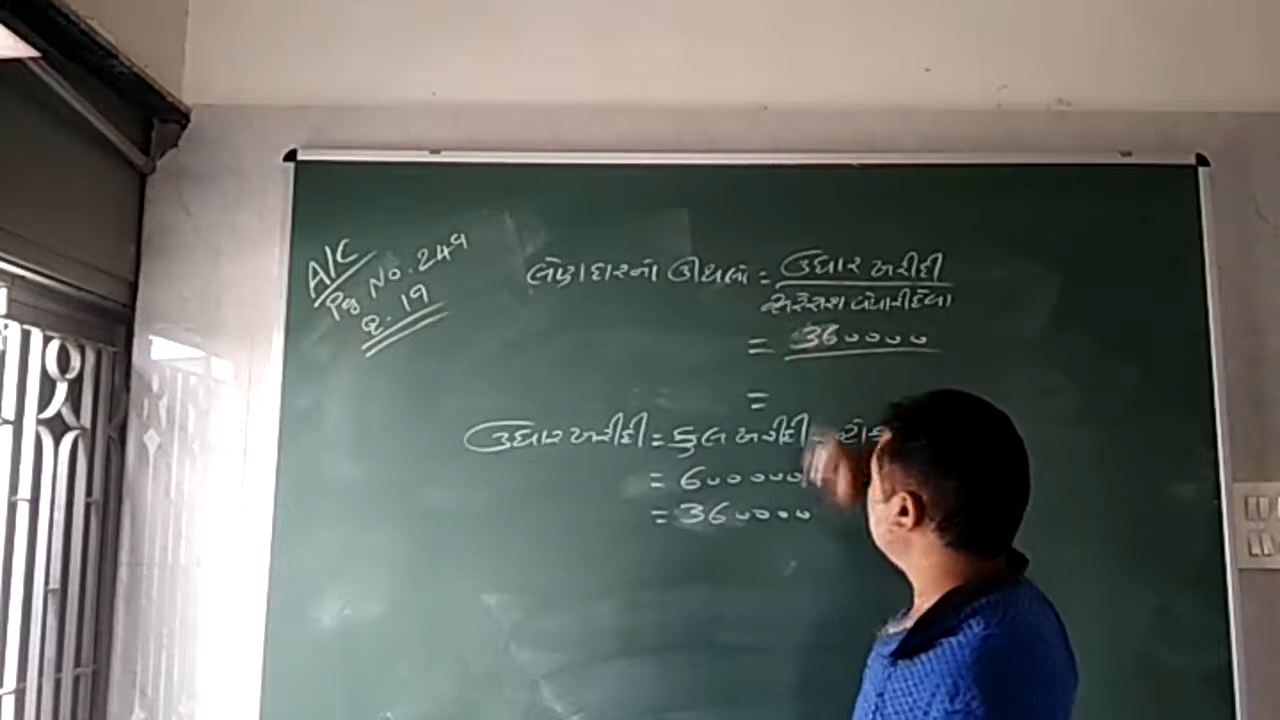 A/C
Pg No. 249
Q. 19
લેણદારનો ઊથલો = ઉધાર ખરીદી
સરેરાશ વેપારી દેવા
= 360000
=
ઉધાર ખરીદી = કુલ ખરીદી -
= 600000
= 360000